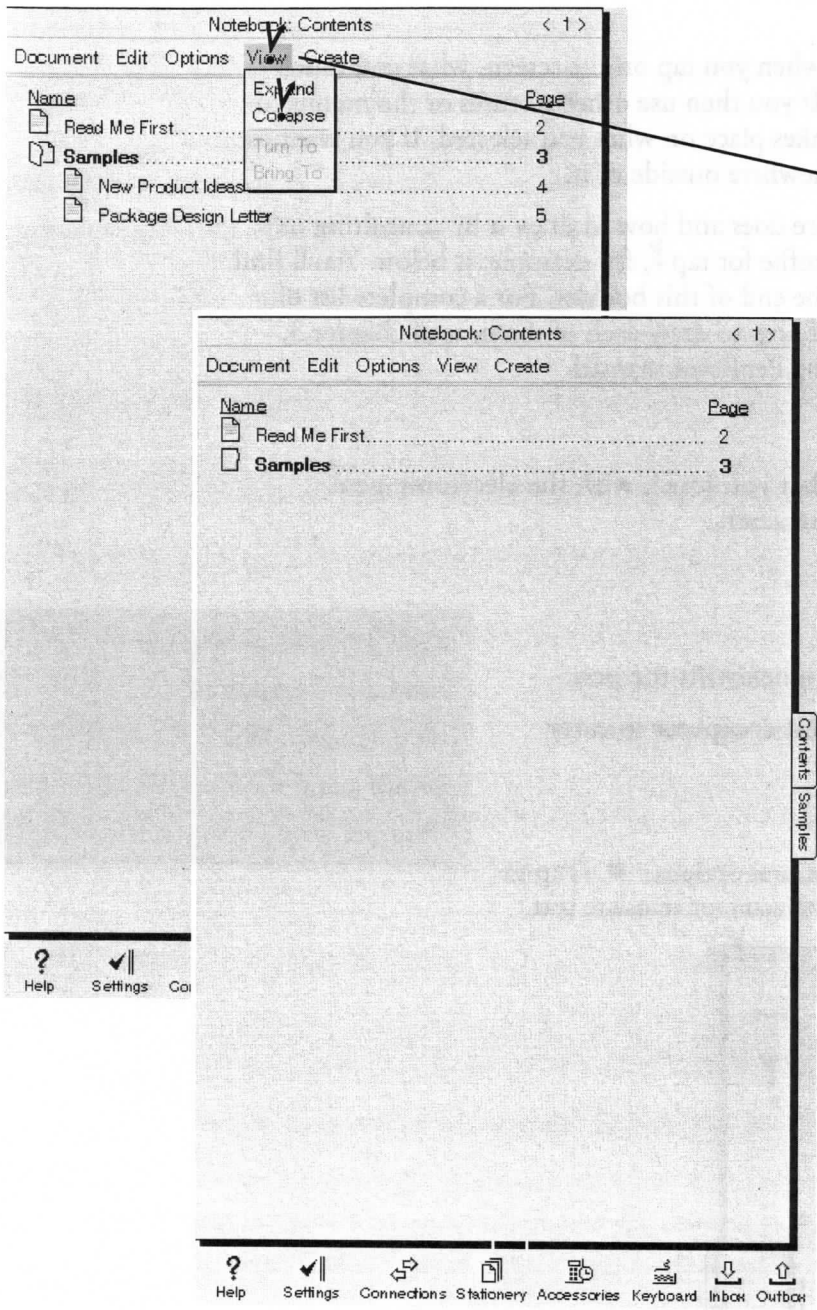 Notebook: Contents < 1 >
Document Edit Options View Create
Expand
Collapse
Turn To
Bring To
Name Page
Read Me First 2
Samples 3
New Product Ideas 4
Package Design Letter 5
? Help Settings
Notebook: Contents < 1 >
Document Edit Options View Create
Name Page
Read Me First 2
Samples 3
Contents
Samples
? Help Settings Connections Stationery Accessories Keyboard Inbox Outbox